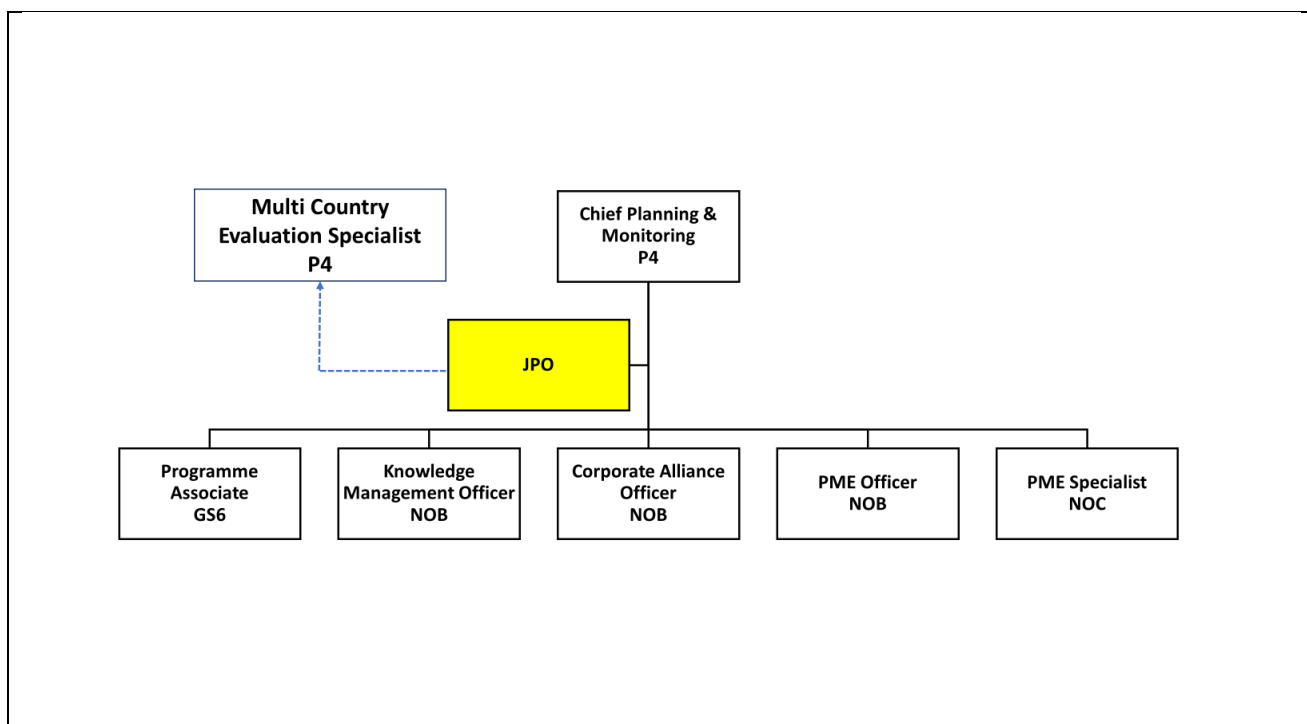 Multi Country
Evaluation Specialist
P4
Chief Planning &
Monitoring
P4
JPO
Programme
Associate
GS6
Knowledge
Management Officer
NOB
Corporate Alliance
Officer
NOB
PME Officer
NOB
PME Specialist
NOC